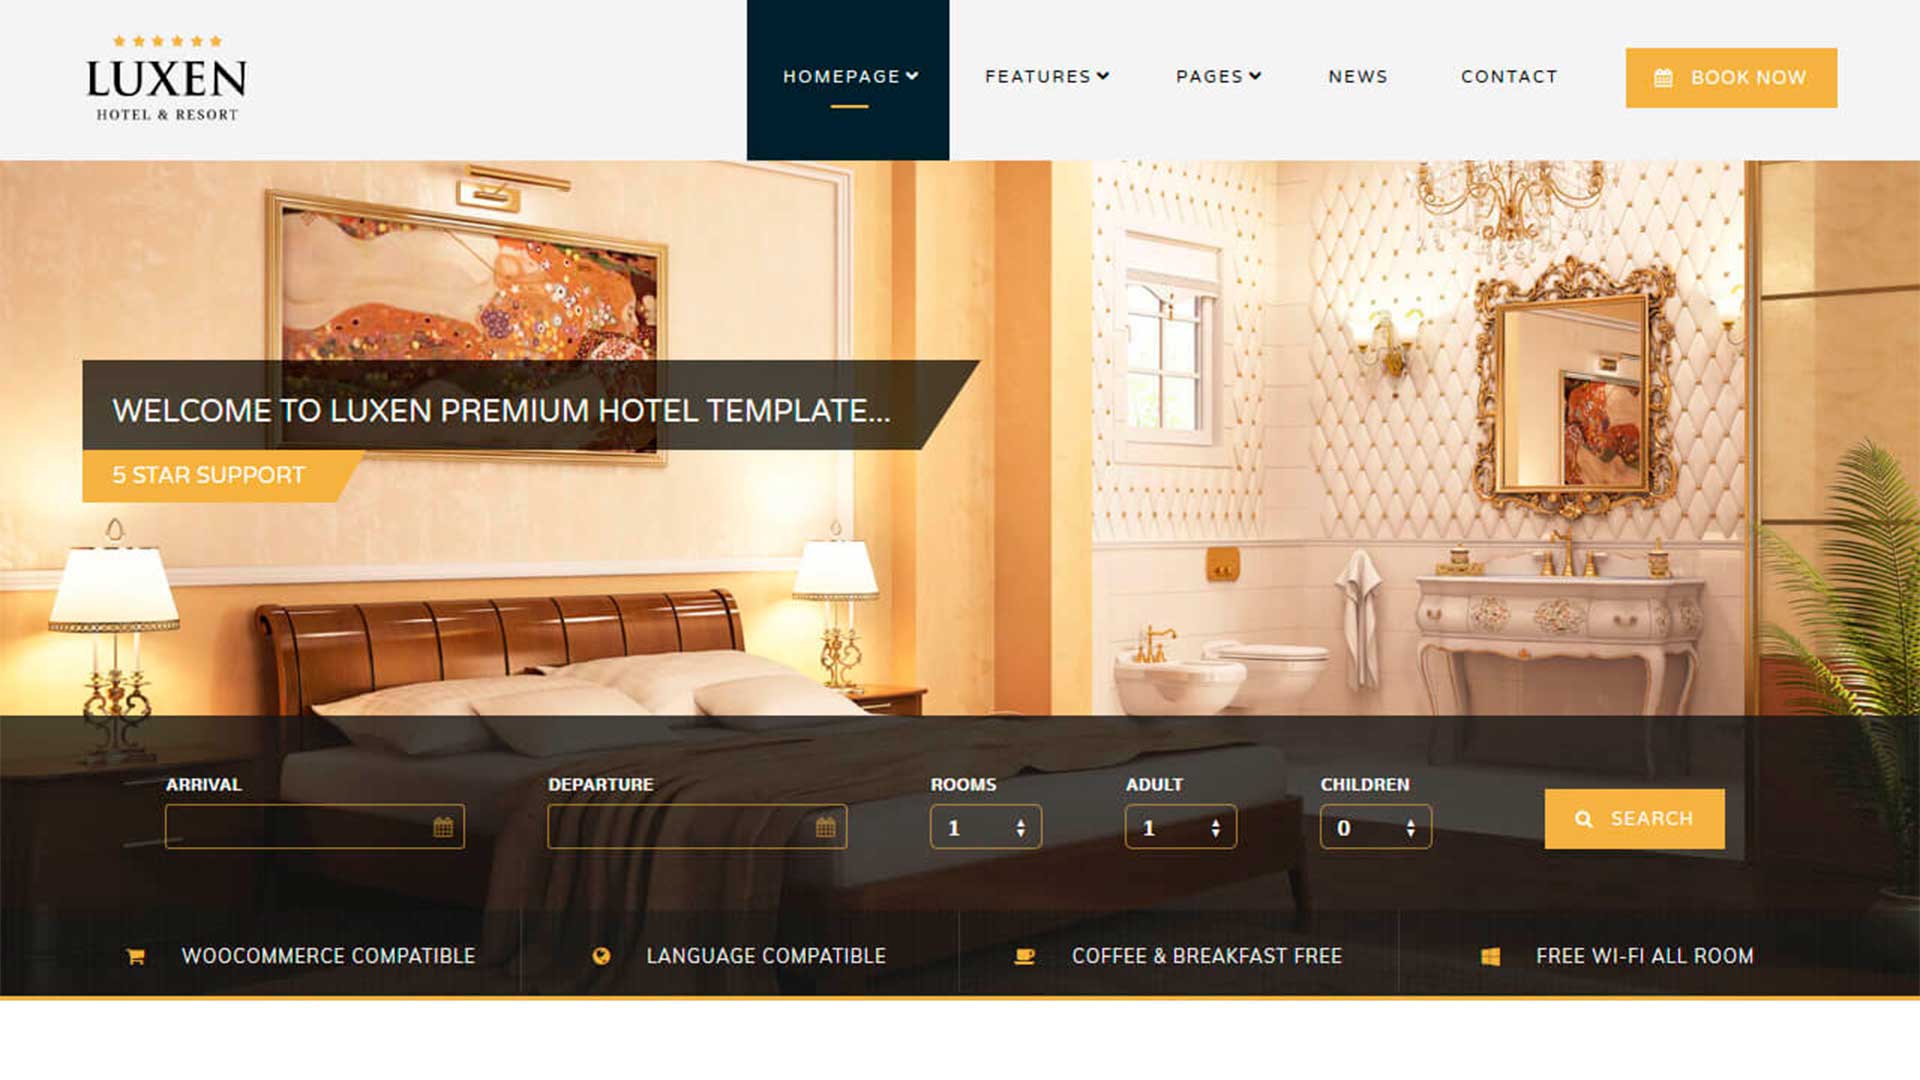 LUXEN
HOTEL & RESORT
HOMEPAGE
FEATURES
PAGES
NEWS
CONTACT
BOOK NOW
WELCOME TO LUXEN PREMIUM HOTEL TEMPLATE...
5 STAR SUPPORT
ARRIVAL
DEPARTURE
ROOMS
ADULT
CHILDREN
1
1
0
SEARCH
WOOCOMMERCE COMPATIBLE
LANGUAGE COMPATIBLE
COFFEE & BREAKFAST FREE
FREE WI-FI ALL ROOM